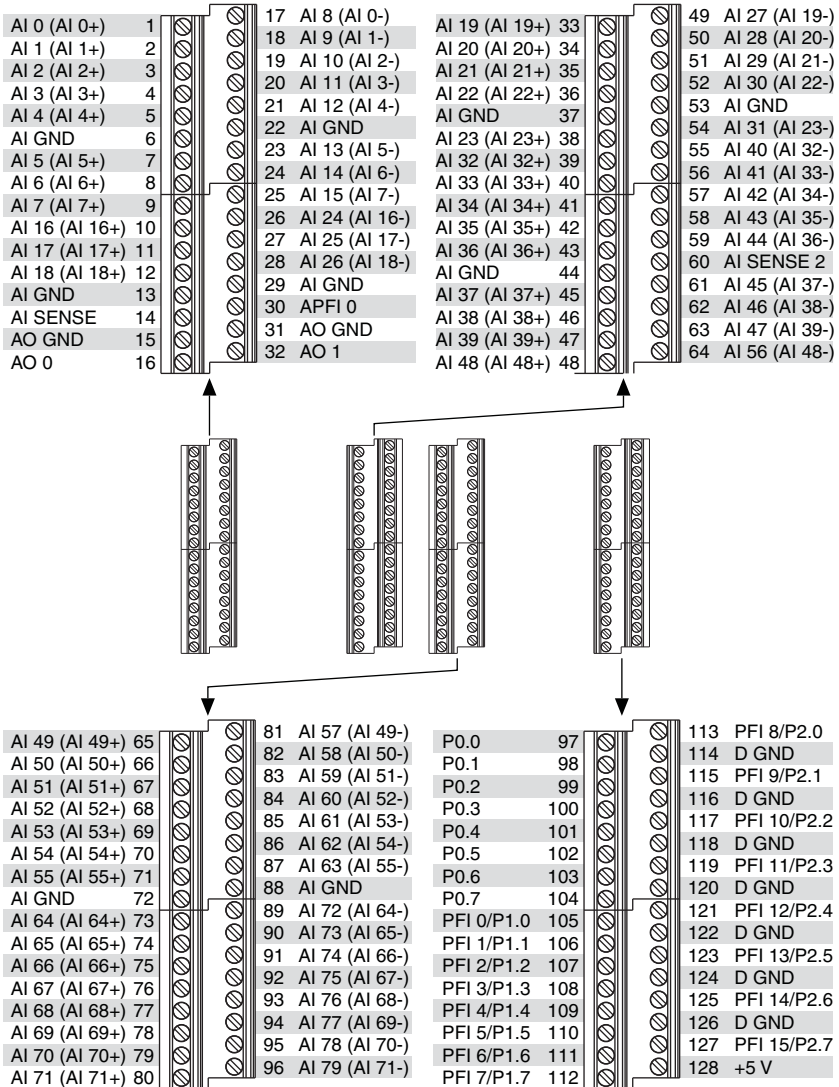 AI 0 (AI 0+) 1
AI 1 (AI 1+) 2
AI 2 (AI 2+) 3
AI 3 (AI 3+) 4
AI 4 (AI 4+) 5
AI GND 6
AI 5 (AI 5+) 7
AI 6 (AI 6+) 8
AI 7 (AI 7+) 9
AI 16 (AI 16+) 10
AI 17 (AI 17+) 11
AI 18 (AI 18+) 12
AI GND 13
AI SENSE 14
AO GND 15
AO 0 16
17 AI 8 (AI 0-)
18 AI 9 (AI 1-)
19 AI 10 (AI 2-)
20 AI 11 (AI 3-)
21 AI 12 (AI 4-)
22 AI GND
23 AI 13 (AI 5-)
24 AI 14 (AI 6-)
25 AI 15 (AI 7-)
26 AI 24 (AI 16-)
27 AI 25 (AI 17-)
28 AI 26 (AI 18-)
29 AI GND
30 APFI 0
31 AO GND
32 AO 1
AI 19 (AI 19+) 33
AI 20 (AI 20+) 34
AI 21 (AI 21+) 35
AI 22 (AI 22+) 36
AI GND 37
AI 23 (AI 23+) 38
AI 32 (AI 32+) 39
AI 33 (AI 33+) 40
AI 34 (AI 34+) 41
AI 35 (AI 35+) 42
AI 36 (AI 36+) 43
AI GND 44
AI 37 (AI 37+) 45
AI 38 (AI 38+) 46
AI 39 (AI 39+) 47
AI 48 (AI 48+) 48
49 AI 27 (AI 19-)
50 AI 28 (AI 20-)
51 AI 29 (AI 21-)
52 AI 30 (AI 22-)
53 AI GND
54 AI 31 (AI 23-)
55 AI 40 (AI 32-)
56 AI 41 (AI 33-)
57 AI 42 (AI 34-)
58 AI 43 (AI 35-)
59 AI 44 (AI 36-)
60 AI SENSE 2
61 AI 45 (AI 37-)
62 AI 46 (AI 38-)
63 AI 47 (AI 39-)
64 AI 56 (AI 48-)
AI 49 (AI 49+) 65
AI 50 (AI 50+) 66
AI 51 (AI 51+) 67
AI 52 (AI 52+) 68
AI 53 (AI 53+) 69
AI 54 (AI 54+) 70
AI 55 (AI 55+) 71
AI GND 72
AI 64 (AI 64+) 73
AI 65 (AI 65+) 74
AI 66 (AI 66+) 75
AI 67 (AI 67+) 76
AI 68 (AI 68+) 77
AI 69 (AI 69+) 78
AI 70 (AI 70+) 79
AI 71 (AI 71+) 80
81 AI 57 (AI 49-)
82 AI 58 (AI 50-)
83 AI 59 (AI 51-)
84 AI 60 (AI 52-)
85 AI 61 (AI 53-)
86 AI 62 (AI 54-)
87 AI 63 (AI 55-)
88 AI GND
89 AI 72 (AI 64-)
90 AI 73 (AI 65-)
91 AI 74 (AI 66-)
92 AI 75 (AI 67-)
93 AI 76 (AI 68-)
94 AI 77 (AI 69-)
95 AI 78 (AI 70-)
96 AI 79 (AI 71-)
P0.0 97
P0.1 98
P0.2 99
P0.3 100
P0.4 101
P0.5 102
P0.6 103
P0.7 104
PFI 0/P1.0 105
PFI 1/P1.1 106
PFI 2/P1.2 107
PFI 3/P1.3 108
PFI 4/P1.4 109
PFI 5/P1.5 110
PFI 6/P1.6 111
PFI 7/P1.7 112
113 PFI 8/P2.0
114 D GND
115 PFI 9/P2.1
116 D GND
117 PFI 10/P2.2
118 D GND
119 PFI 11/P2.3
120 D GND
121 PFI 12/P2.4
122 D GND
123 PFI 13/P2.5
124 D GND
125 PFI 14/P2.6
126 D GND
127 PFI 15/P2.7
128 +5 V